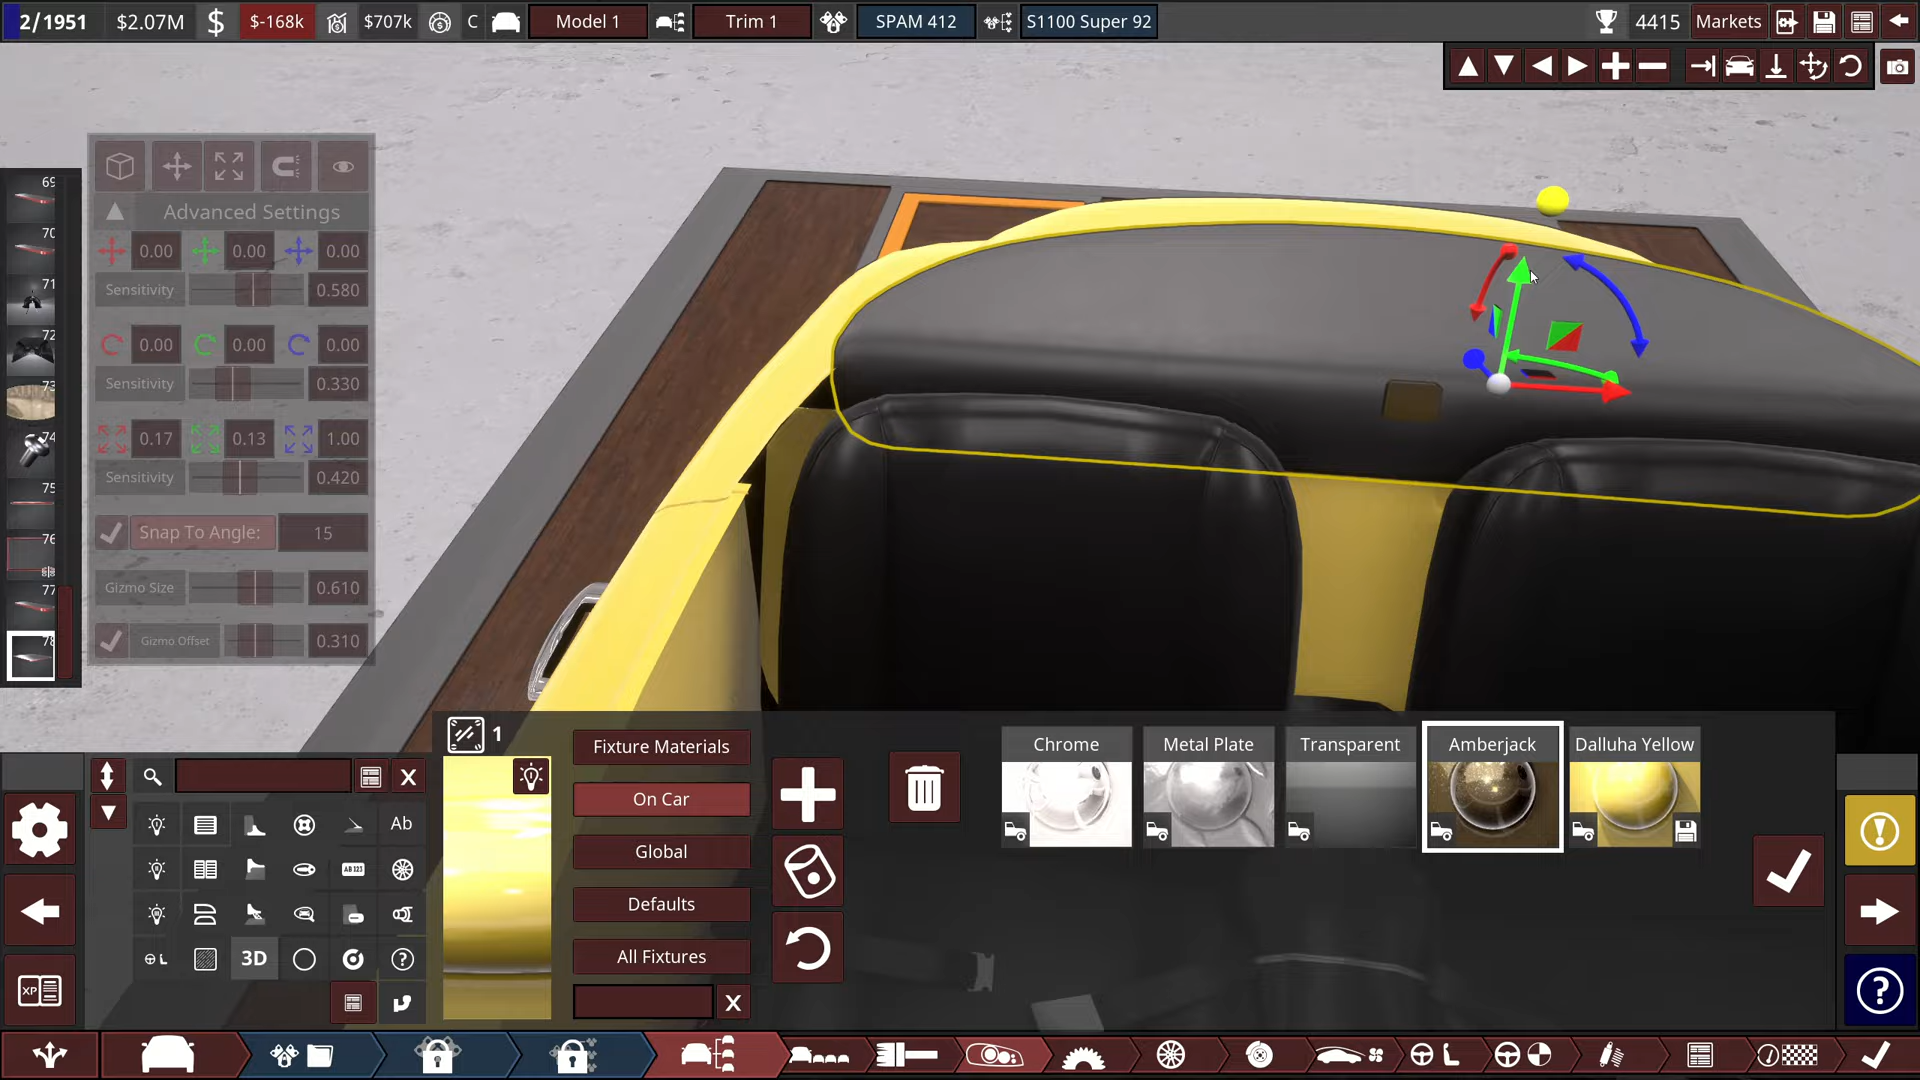 2/1951 $2.07M $-168k $707k C Model 1 Trim 1 SPAM 412 S1100 Super 92 4415 Markets
69
70
71
72
73
74
75
76
77
78
Advanced Settings
0.00 0.00 0.00
Sensitivity 0.580
0.00 0.00 0.00
Sensitivity 0.330
0.17 0.13 1.00
Sensitivity 0.420
Snap To Angle: 15
Gizmo Size 0.610
Gizmo Offset 0.310
X
Ab
AB 123
3D
XP
1
Fixture Materials
On Car
Global
Defaults
All Fixtures
X
Chrome Metal Plate Transparent Amberjack Dalluha Yellow